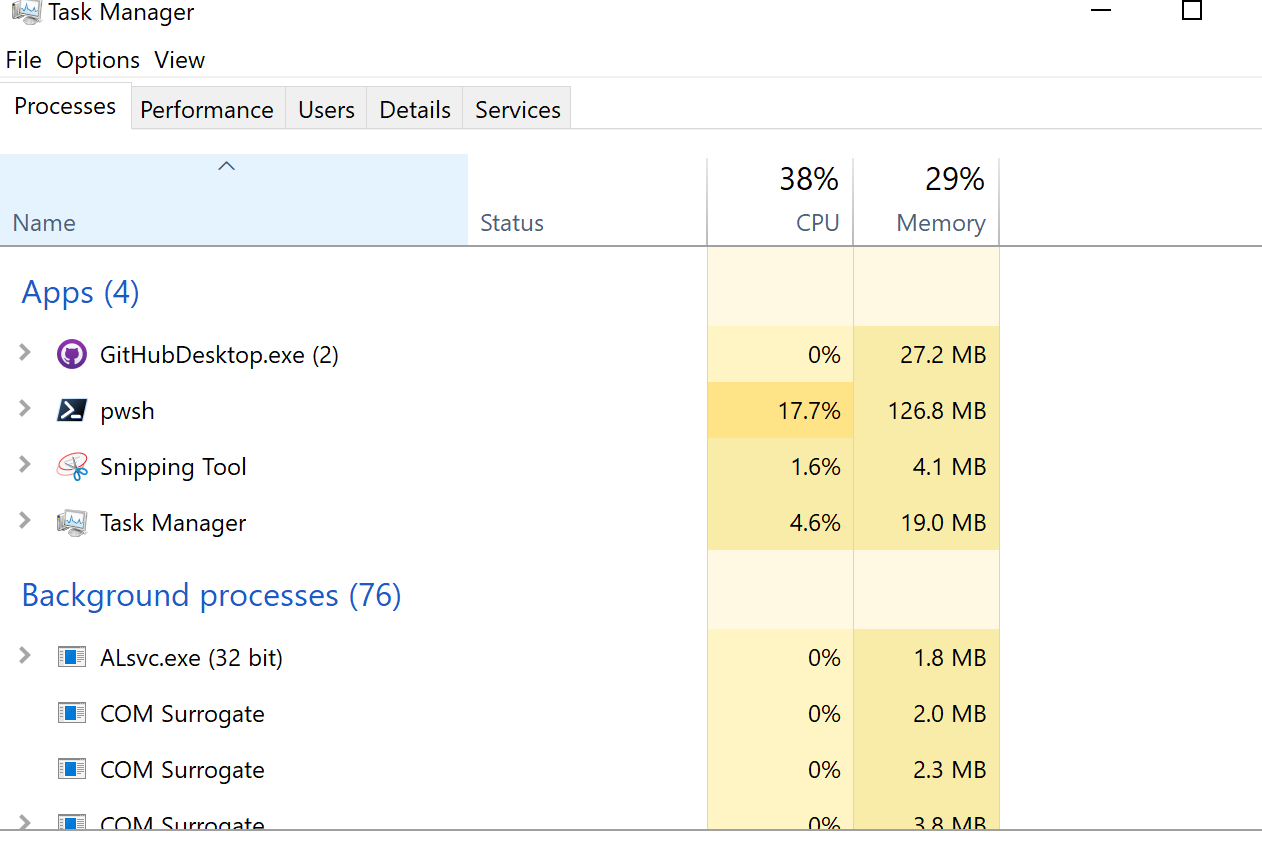 Task Manager
File Options View
Processes Performance Users Details Services
38% 29%
Name Status CPU Memory
Apps (4)
GitHubDesktop.exe (2) 0% 27.2 MB
pwsh 17.7% 126.8 MB
Snipping Tool 1.6% 4.1 MB
Task Manager 4.6% 19.0 MB
Background processes (76)
ALsvc.exe (32 bit) 0% 1.8 MB
COM Surrogate 0% 2.0 MB
COM Surrogate 0% 2.3 MB
COM Surrogate 0% 3.8 MB